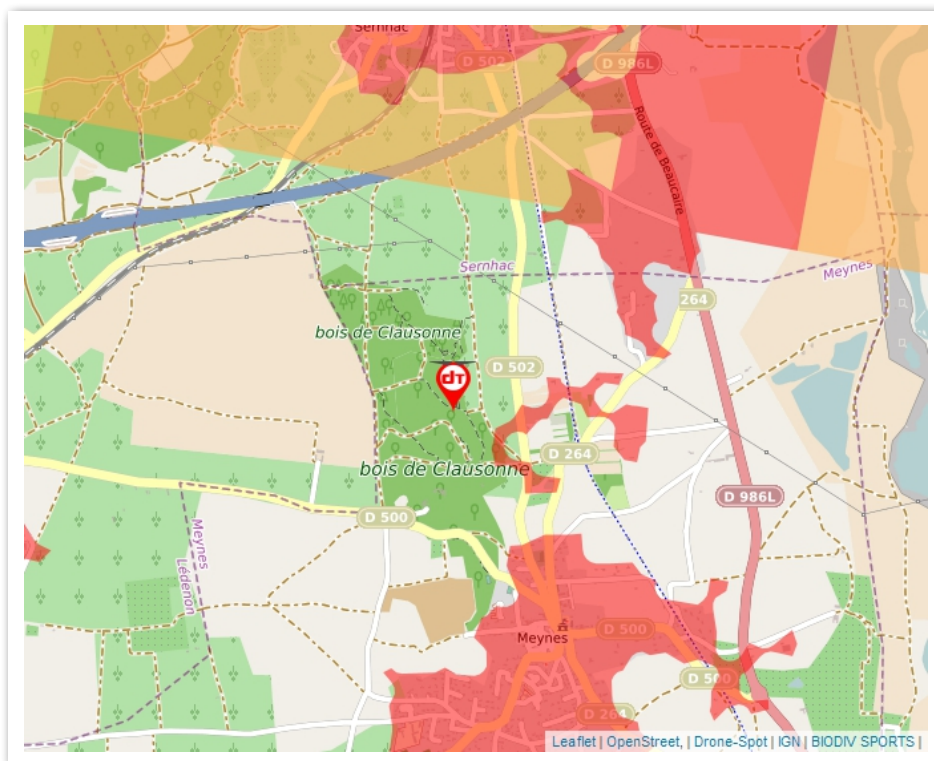 Sernhac
D 502
D 986L
Route de Beaucaire
Sernhac
Meynes
264
bois de Clausonne
D 502
dT
D 264
bois de Clausonne
D 986L
D 500
Meynes
Lédenon
Meynes
D 500
D 500
D 264
Leaflet | OpenStreet, | Drone-Spot | IGN | BIODIV SPORTS |